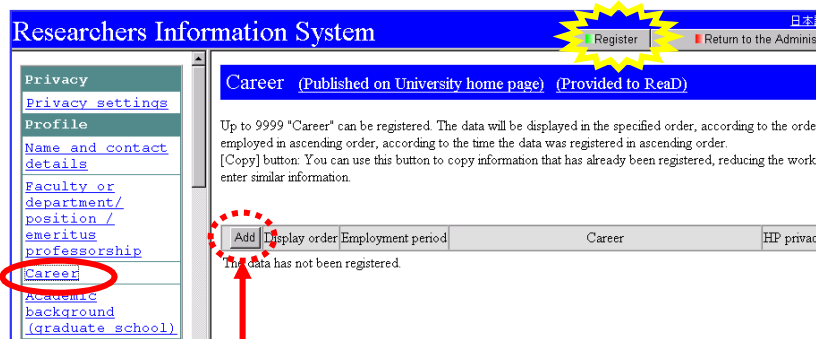 Researchers Information System
日本
Register
Return to the Adminis
Privacy
Privacy settings
Profile
Name and contact
details
Faculty or
department/
position /
emeritus
professorship
Career
Academic
background
(graduate school)
Career (Published on University home page) (Provided to ReaD)
Up to 9999 "Career" can be registered. The data will be displayed in the specified order, according to the orde
employed in ascending order, according to the time the data was registered in ascending order.
[Copy] button: You can use this button to copy information that has already been registered, reducing the work
enter similar information.
Add Display order Employment period Career HP privac
The data has not been registered.